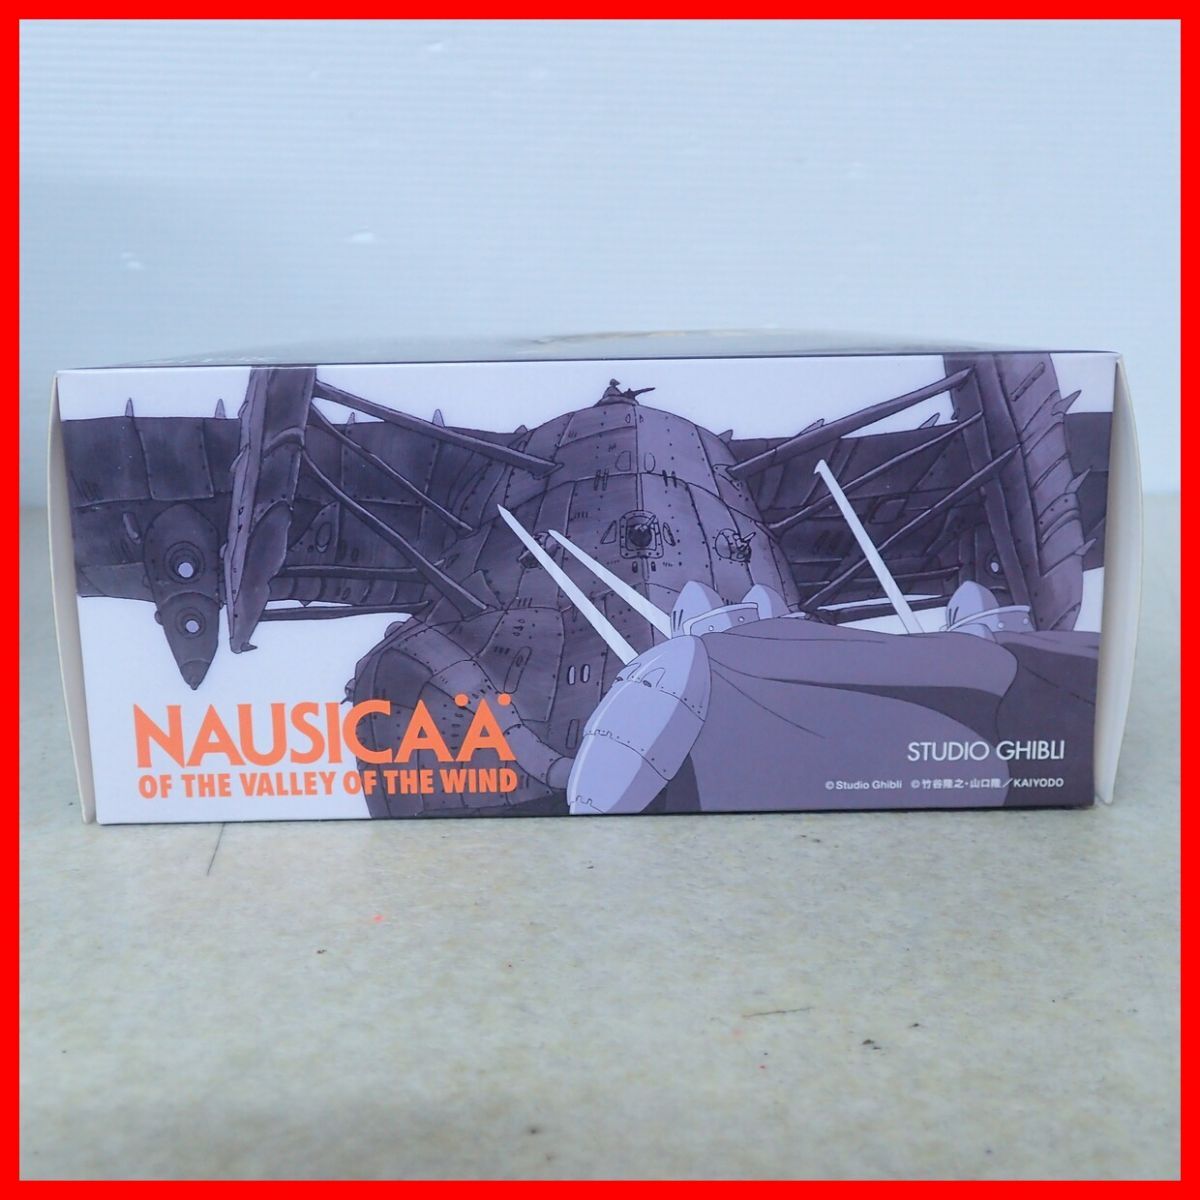 NAUSICAÄ
OF THE VALLEY OF THE WIND
STUDIO GHIBLI
©Studio Ghibli ©竹谷隆之・山口隆／KAIYODO